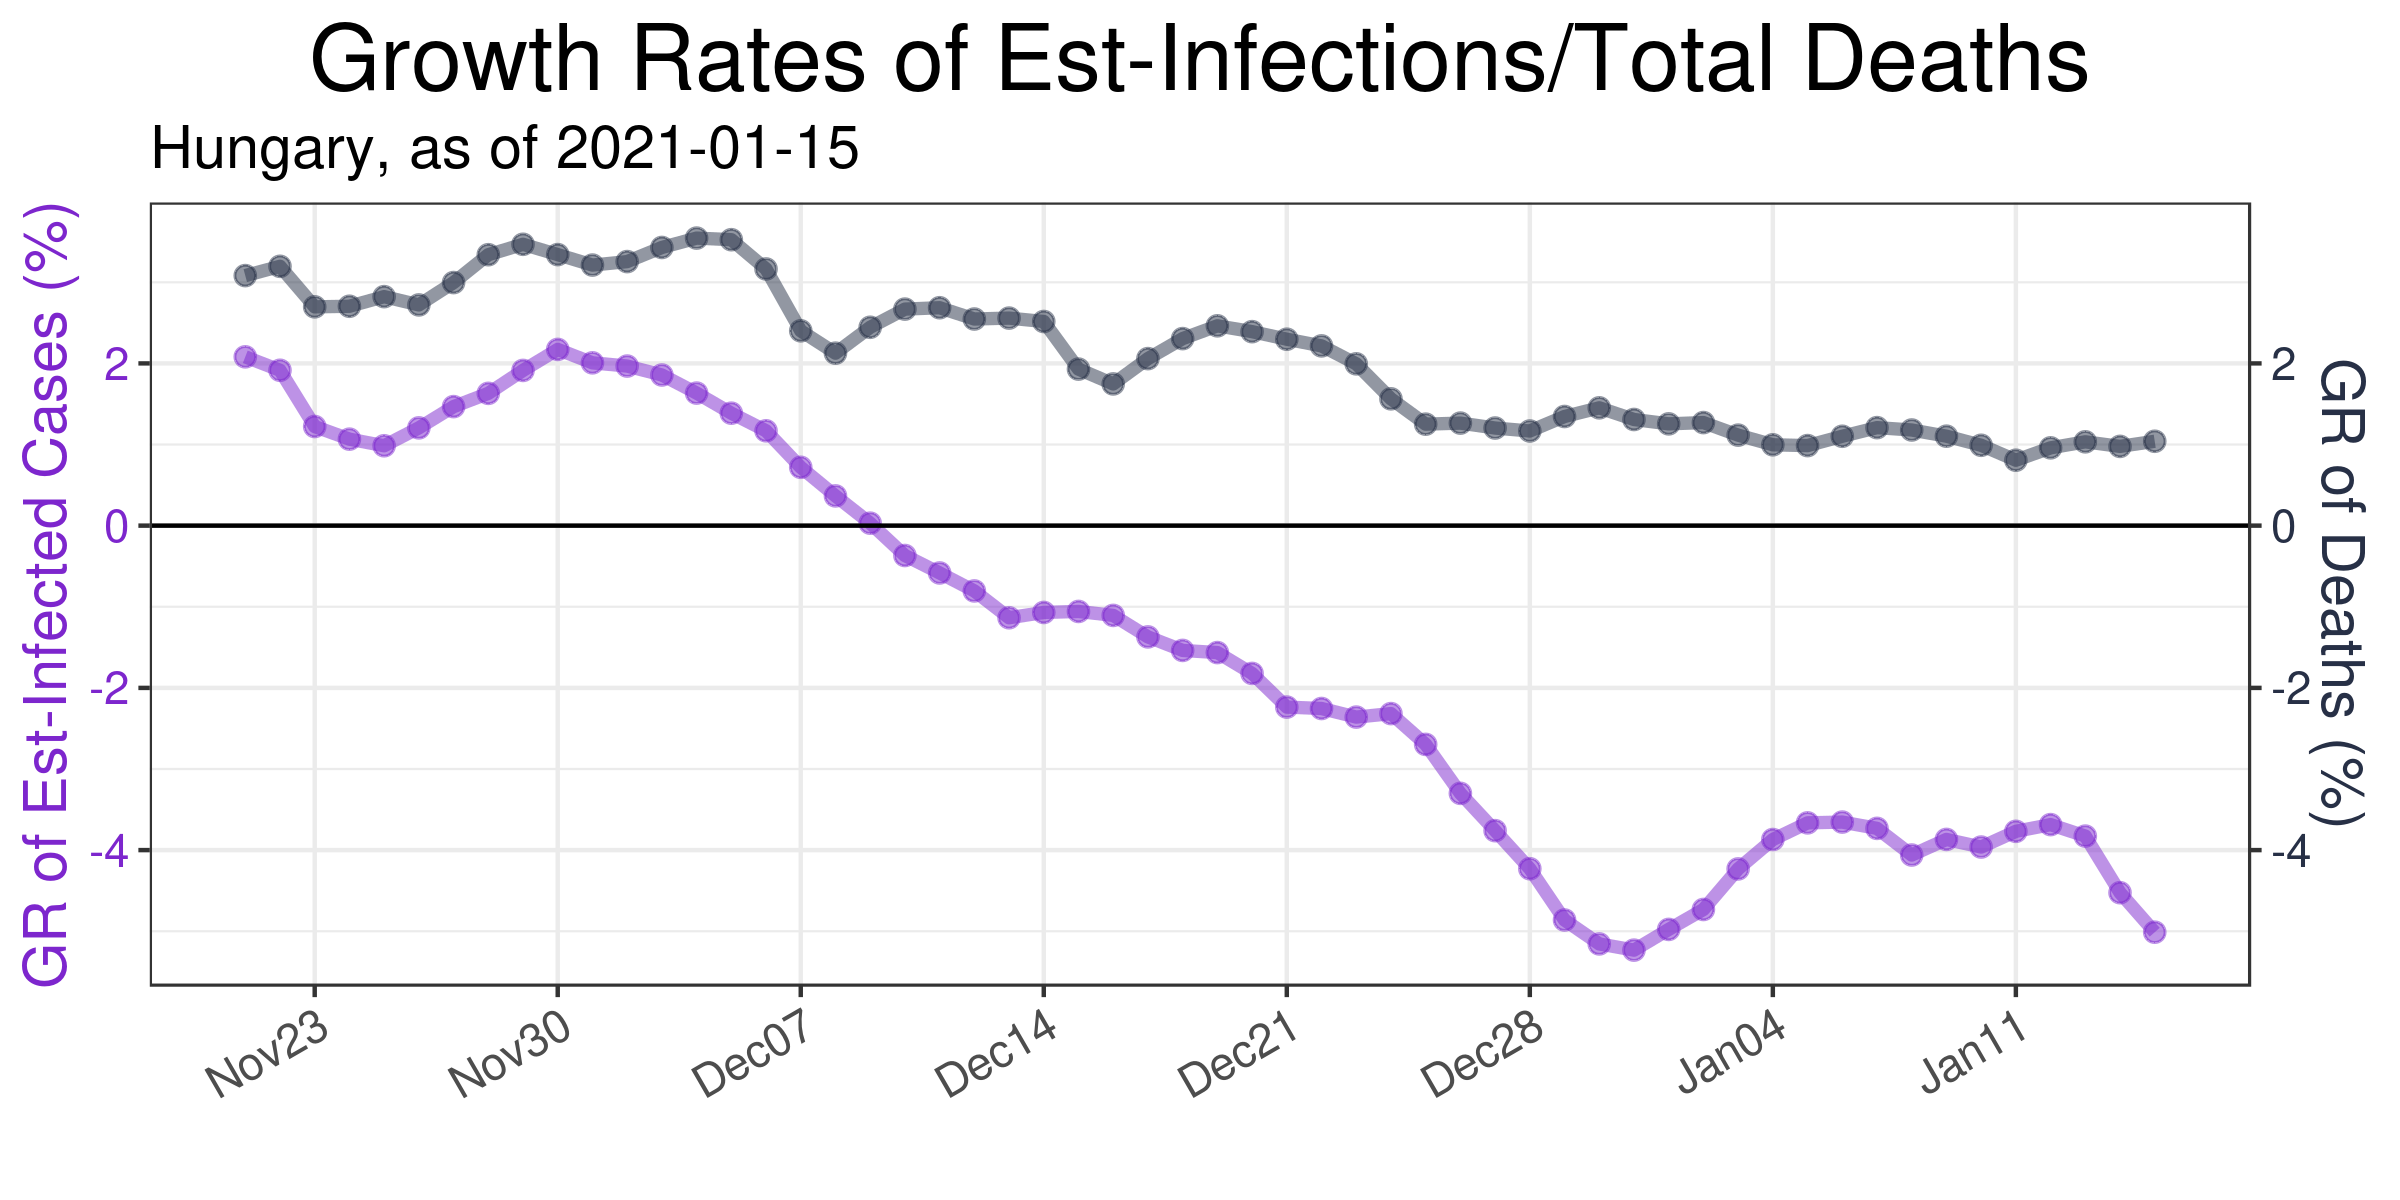 Growth Rates of Est-Infections/Total Deaths
Hungary, as of 2021-01-15
GR of Est-Infected Cases (%)
2
0
-2
-4
2
0
-2
-4
GR of Deaths (%)
Nov23
Nov30
Dec07
Dec14
Dec21
Dec28
Jan04
Jan11